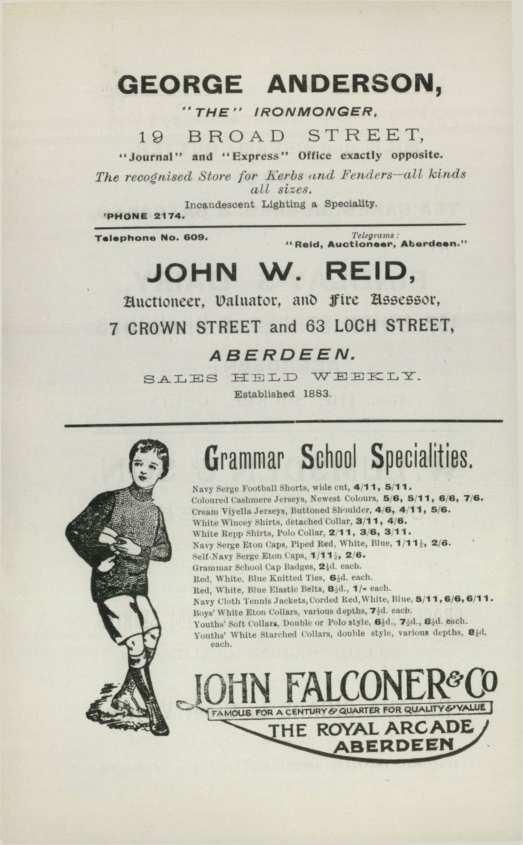 GEORGE ANDERSON,
"THE" IRONMONGER,
19 BROAD STREET,
"Journal" and "Express" Office exactly opposite.
The recognised Store for Kerbs and Fenders—all kinds
all sizes.
Incandescent Lighting a Speciality.
'PHONE 2174.
Telephone No. 609.
Telegrams:
"Reid, Auctioneer, Aberdeen."
JOHN W. REID,
Auctioneer, Valuator, and Fire Assessor,
7 CROWN STREET and 63 LOCH STREET,
ABERDEEN.
SALES HELD WEEKLY.
Established 1883.
Grammar School Specialities.
Navy Serge Football Shorts, wide cut, 4/11, 5/11.
Coloured Cashmere Jerseys, Newest Colours, 5/6, 5/11, 6/6, 7/6.
Cream Viyella Jerseys, Buttoned Shoulder, 4/6, 4/11, 5/6.
White Wincey Shirts, detached Collar, 3/11, 4/6.
White Repp Shirts, Polo Collar, 2/11, 3/6, 3/11.
Navy Serge Eton Caps, Piped Red, White, Blue, 1/11½, 2/6.
Self-Navy Serge Eton Caps, 1/11½, 2/6.
Grammar School Cap Badges, 2½d. each.
Red, White, Blue Knitted Ties, 6½d. each.
Red, White, Blue Elastic Belts, 8½d., 1/- each.
Navy Cloth Tennis Jackets, Corded Red, White, Blue, 5/11, 6/6, 6/11.
Boys' White Eton Collars, various depths, 7½d. each.
Youths' Soft Collars, Double or Polo style, 6½d., 7½d., 8½d. each.
Youths' White Starched Collars, double style, various depths, 8½d.
each.
JOHN FALCONER & CO
FAMOUS FOR A CENTURY & QUARTER FOR QUALITY & VALUE
THE ROYAL ARCADE
ABERDEEN